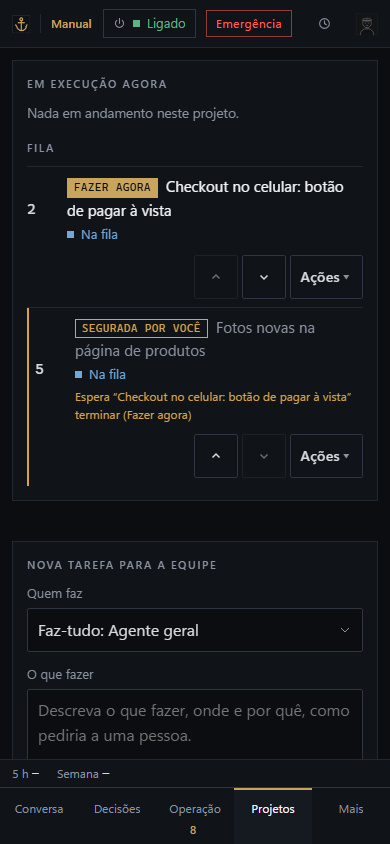 Manual
Ligado
Emergência
EM EXECUÇÃO AGORA
Nada em andamento neste projeto.
FILA
2
FAZER AGORA Checkout no celular: botão
de pagar à vista
Na fila
Ações
5
SEGURADA POR VOCÊ Fotos novas na
página de produtos
Na fila
Espera “Checkout no celular: botão de pagar à vista”
terminar (Fazer agora)
Ações
NOVA TAREFA PARA A EQUIPE
Quem faz
Faz-tudo: Agente geral
O que fazer
Descreva o que fazer, onde e por quê, como
pediria a uma pessoa.
5 h – Semana –
Conversa Decisões Operação Projetos Mais
8